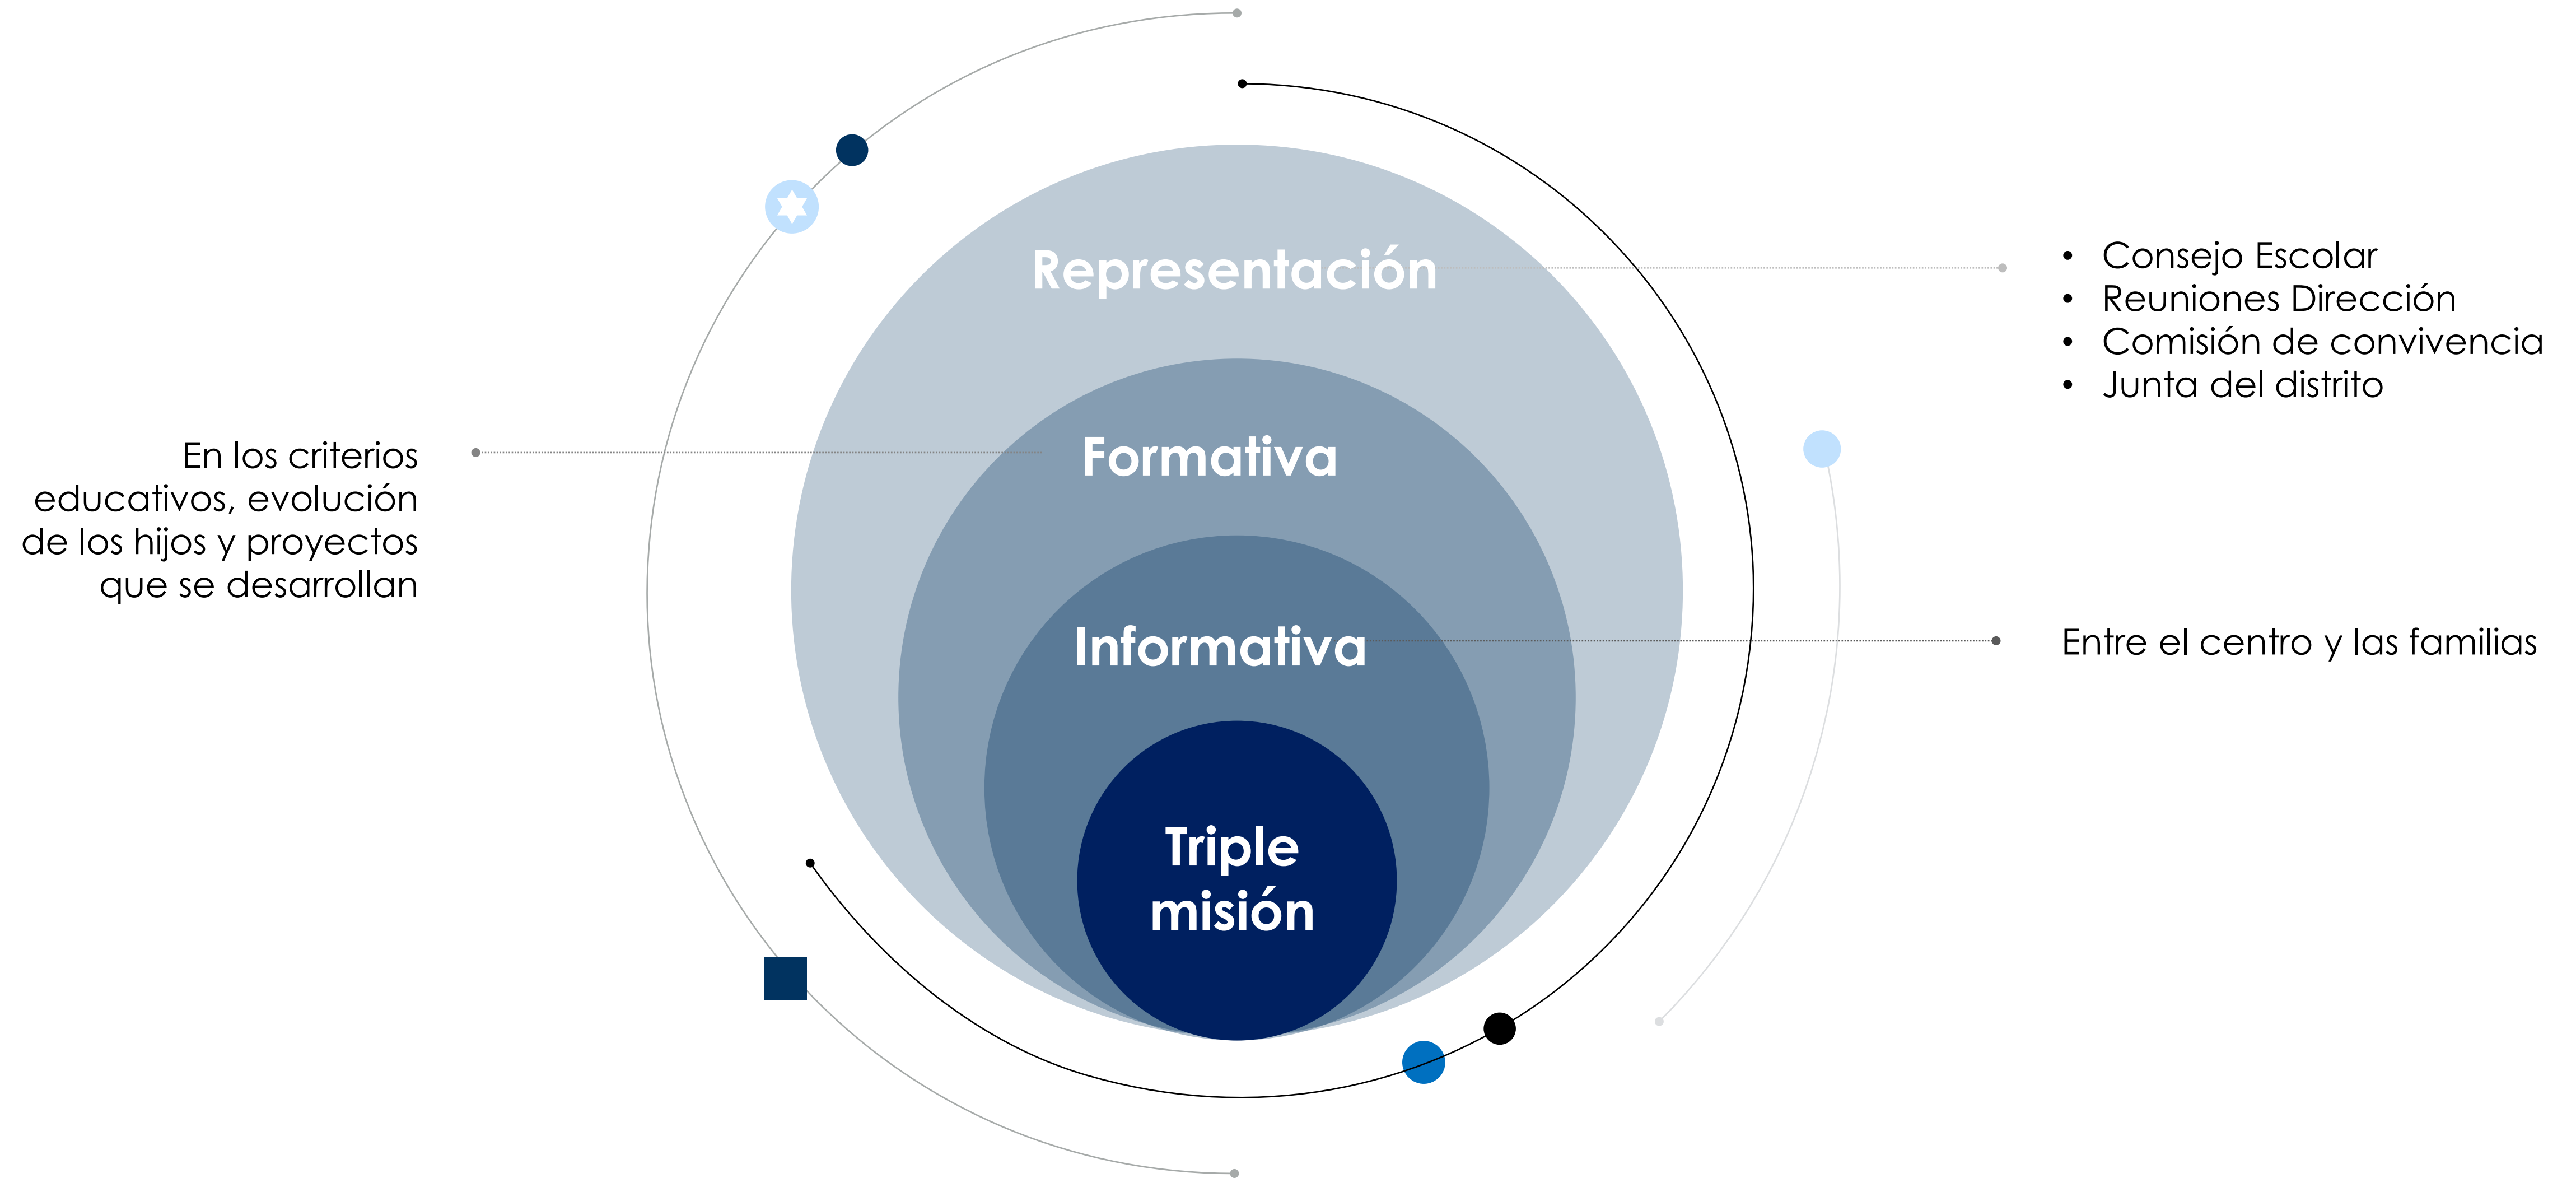 Representación
• Consejo Escolar
• Reuniones Dirección
• Comisión de convivencia
• Junta del distrito
Formativa
En los criterios
educativos, evolución
de los hijos y proyectos
que se desarrollan
Informativa
Entre el centro y las familias
Triple
misión